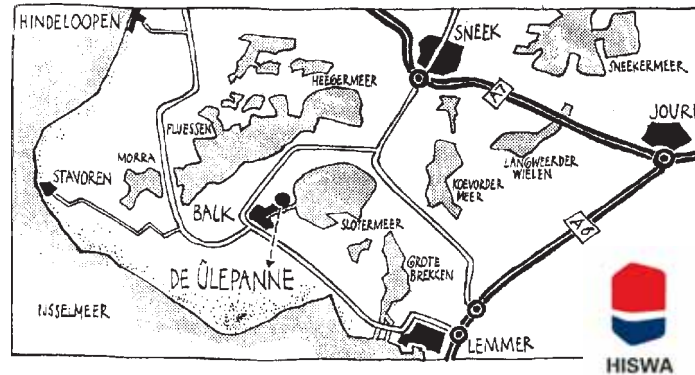 HINDELOOPEN
SNEEK
SNEEKERMEER
HEEGERMEER
A7
JOUR
FLUESSEN
LANGWEERDER
WIELEN
MORRA
STAVOREN
KOEVORDER
MEER
BALK
SLOTERMEER
A6
DE ÛLEPANNE
GROTE
BREKKEN
IJSSELMEER
LEMMER
HISWA